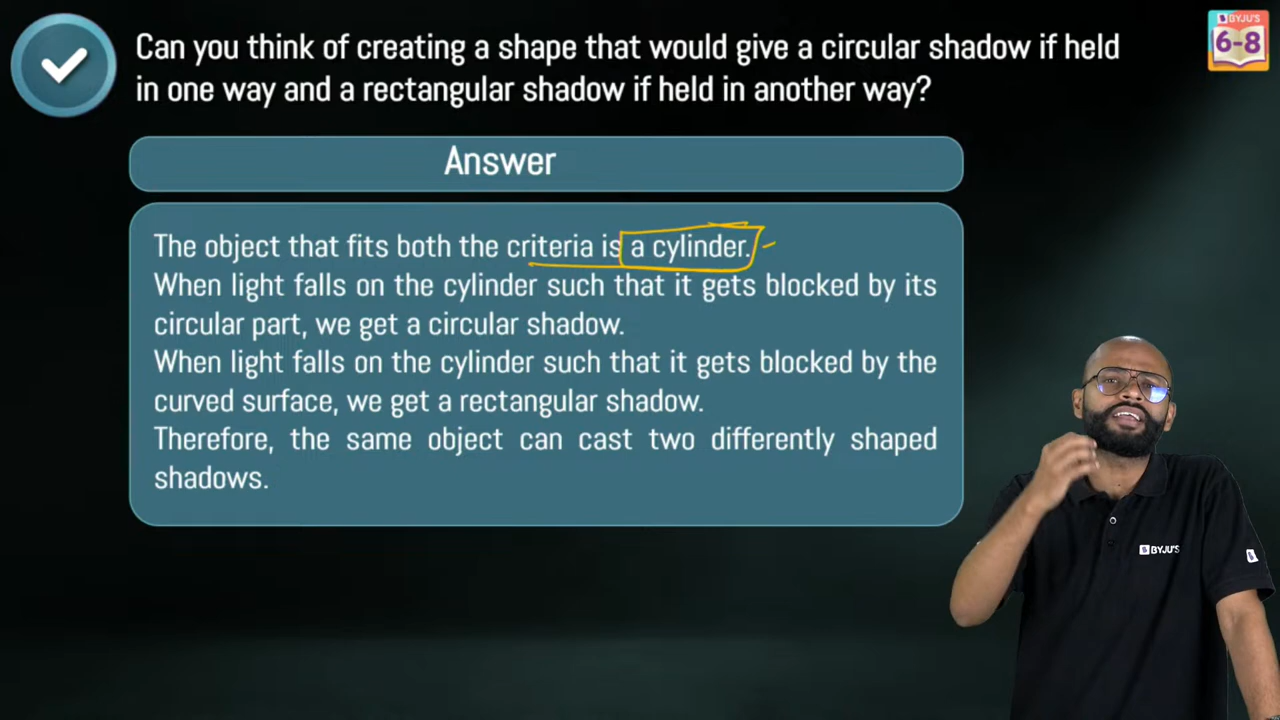 Can you think of creating a shape that would give a circular shadow if held
in one way and a rectangular shadow if held in another way?
BYJU'S
6-8
Answer
The object that fits both the criteria is a cylinder.
When light falls on the cylinder such that it gets blocked by its
circular part, we get a circular shadow.
When light falls on the cylinder such that it gets blocked by the
curved surface, we get a rectangular shadow.
Therefore, the same object can cast two differently shaped
shadows.
BYJU'S